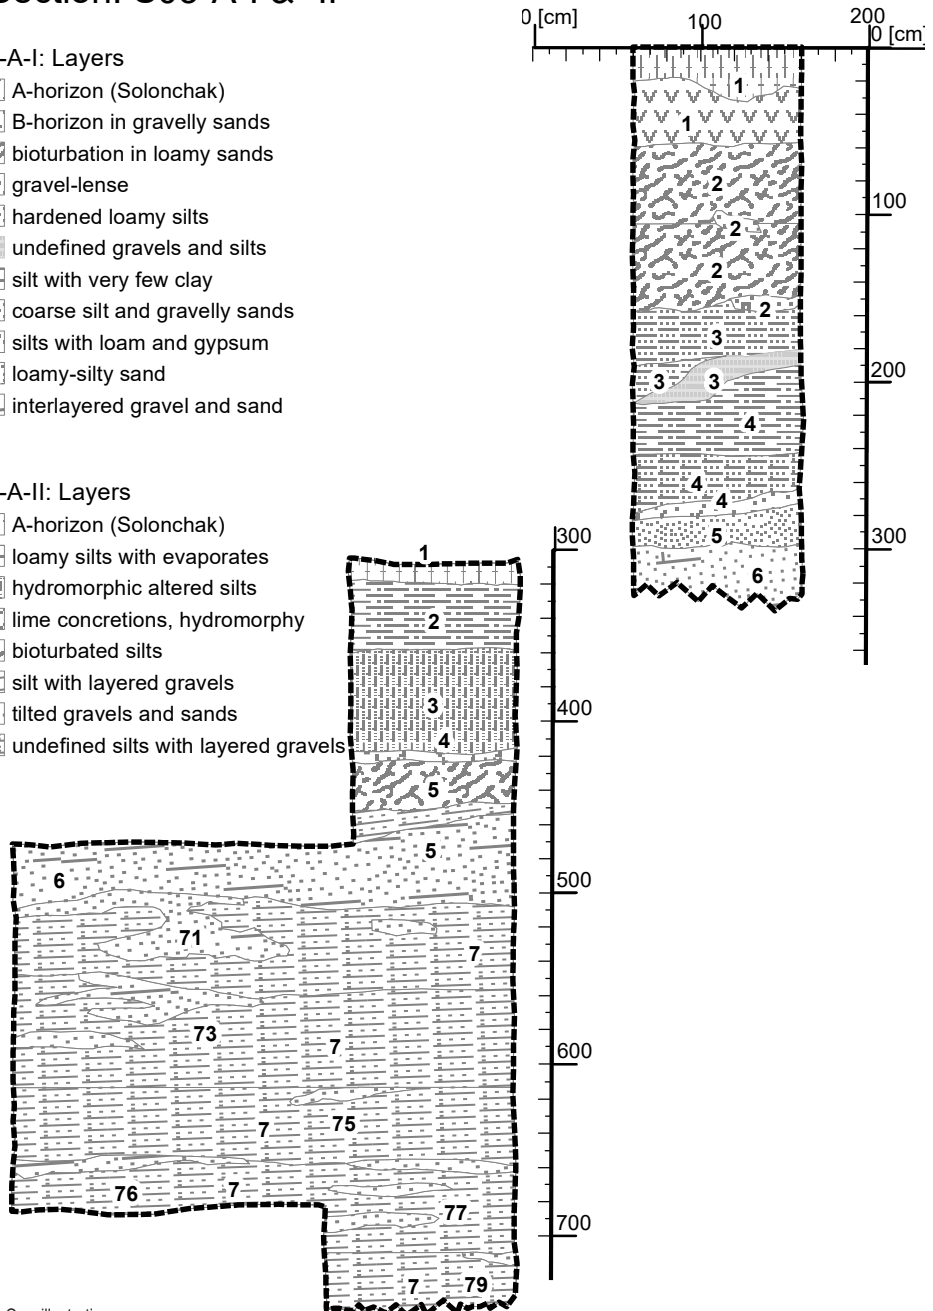 0 [cm]
100
200
0 [cm]
-A-I: Layers
A-horizon (Solonchak)
B-horizon in gravelly sands
bioturbation in loamy sands
gravel-lense
hardened loamy silts
undefined gravels and silts
silt with very few clay
coarse silt and gravelly sands
silts with loam and gypsum
loamy-silty sand
interlayered gravel and sand
1
1
2
100
2
2
2
3
200
3
3
4
4
4
5
300
6
-A-II: Layers
A-horizon (Solonchak)
loamy silts with evaporates
hydromorphic altered silts
lime concretions, hydromorphy
bioturbated silts
silt with layered gravels
tilted gravels and sands
undefined silts with layered gravels
300
1
2
3
400
4
5
5
6
500
71
7
73
7
600
75
7
76
7
77
700
7
79